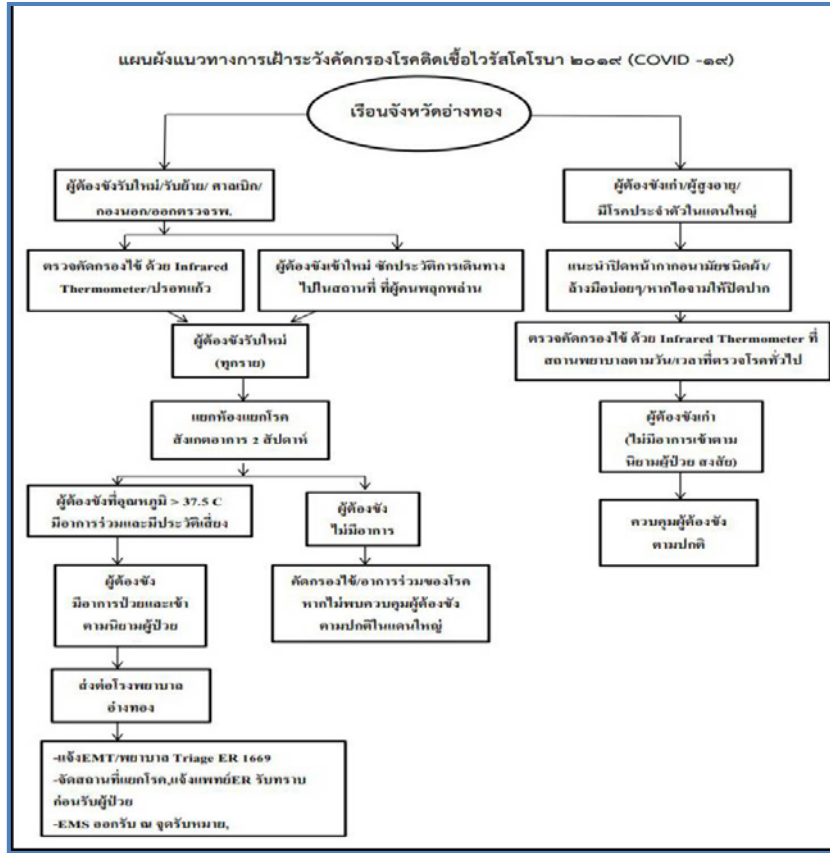 แผนผังแนวทางการเฝ้าระวังคัดกรองโรคติดเชื้อไวรัสโคโรนา ๒๐๑๙ (COVID -๑๙)
เรือนจังหวัดอ่างทอง
ผู้ต้องขังรับใหม่/รับย้าย/ ศาลเบิก/
กองนอก/ออกตรวจรพ.
ผู้ต้องขังเก่า/ผู้สูงอายุ/
มีโรคประจำตัวในแดนใหญ่
ตรวจคัดกรองไข้ ด้วย Infrared
Thermometer/ปรอทแก้ว
ผู้ต้องขังเข้าใหม่ ซักประวัติการเดินทาง
ไปในสถานที่ ที่ผู้คนพลุกพล่าน
แนะนำปิดหน้ากากอนามัยชนิดผ้า/
ล้างมือบ่อยๆ/หากไอจามให้ปิดปาก
ผู้ต้องขังรับใหม่
(ทุกราย)
ตรวจคัดกรองไข้ ด้วย Infrared Thermometer ที่
สถานพยาบาลตามวัน/เวลาที่ตรวจโรคทั่วไป
แยกห้องแยกโรค
สังเกตอาการ 2 สัปดาห์
ผู้ต้องขังเก่า
(ไม่มีอาการเข้าตาม
นิยามผู้ป่วย สงสัย)
ผู้ต้องขังที่อุณหภูมิ > 37.5 C
มีอาการร่วมและมีประวัติเสี่ยง
ผู้ต้องขัง
ไม่มีอาการ
ควบคุมผู้ต้องขัง
ตามปกติ
ผู้ต้องขัง
มีอาการป่วยและเข้า
ตามนิยามผู้ป่วย
คัดกรองไข้/อาการร่วมของโรค
หากไม่พบควบคุมผู้ต้องขัง
ตามปกติในแดนใหญ่
ส่งต่อโรงพยาบาล
อ่างทอง
-แจ้งEMT/พยาบาล Triage ER 1669
-จัดสถานที่แยกโรค,แจ้งแพทย์ER รับทราบ
ก่อนรับผู้ป่วย
-EMS ออกรับ ณ จุดรับหมาย,